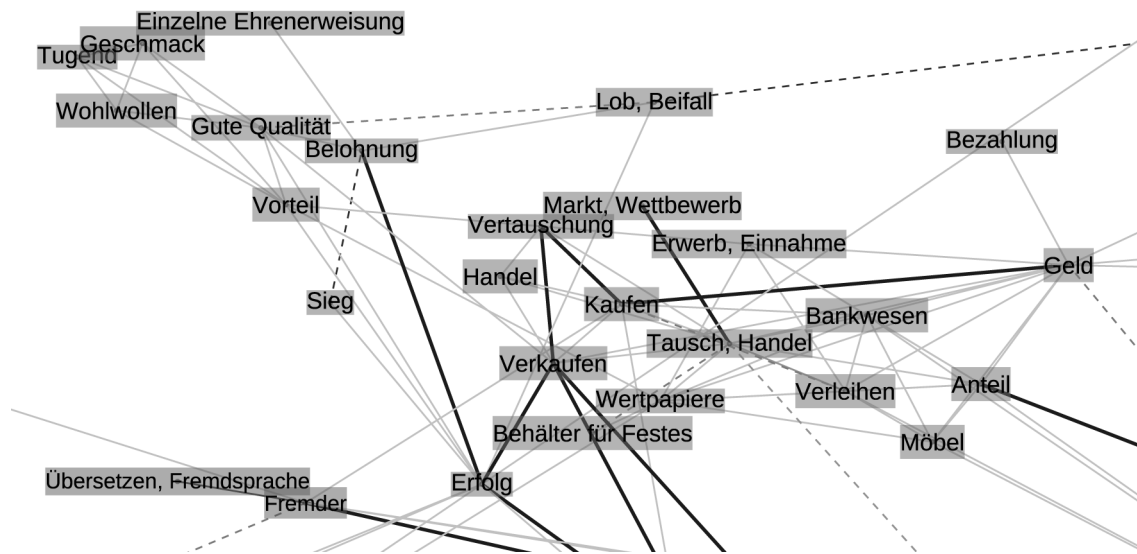 Einzelne Ehrenerweisung
Geschmack
Tugend
Lob, Beifall
Wohlwollen
Gute Qualität
Bezahlung
Belohnung
Vorteil
Markt, Wettbewerb
Vertauschung
Erwerb, Einnahme
Geld
Handel
Sieg
Kaufen
Bankwesen
Tausch, Handel
Verkaufen
Anteil
Verleihen
Wertpapiere
Behälter für Festes
Möbel
Übersetzen, Fremdsprache
Erfolg
Fremder